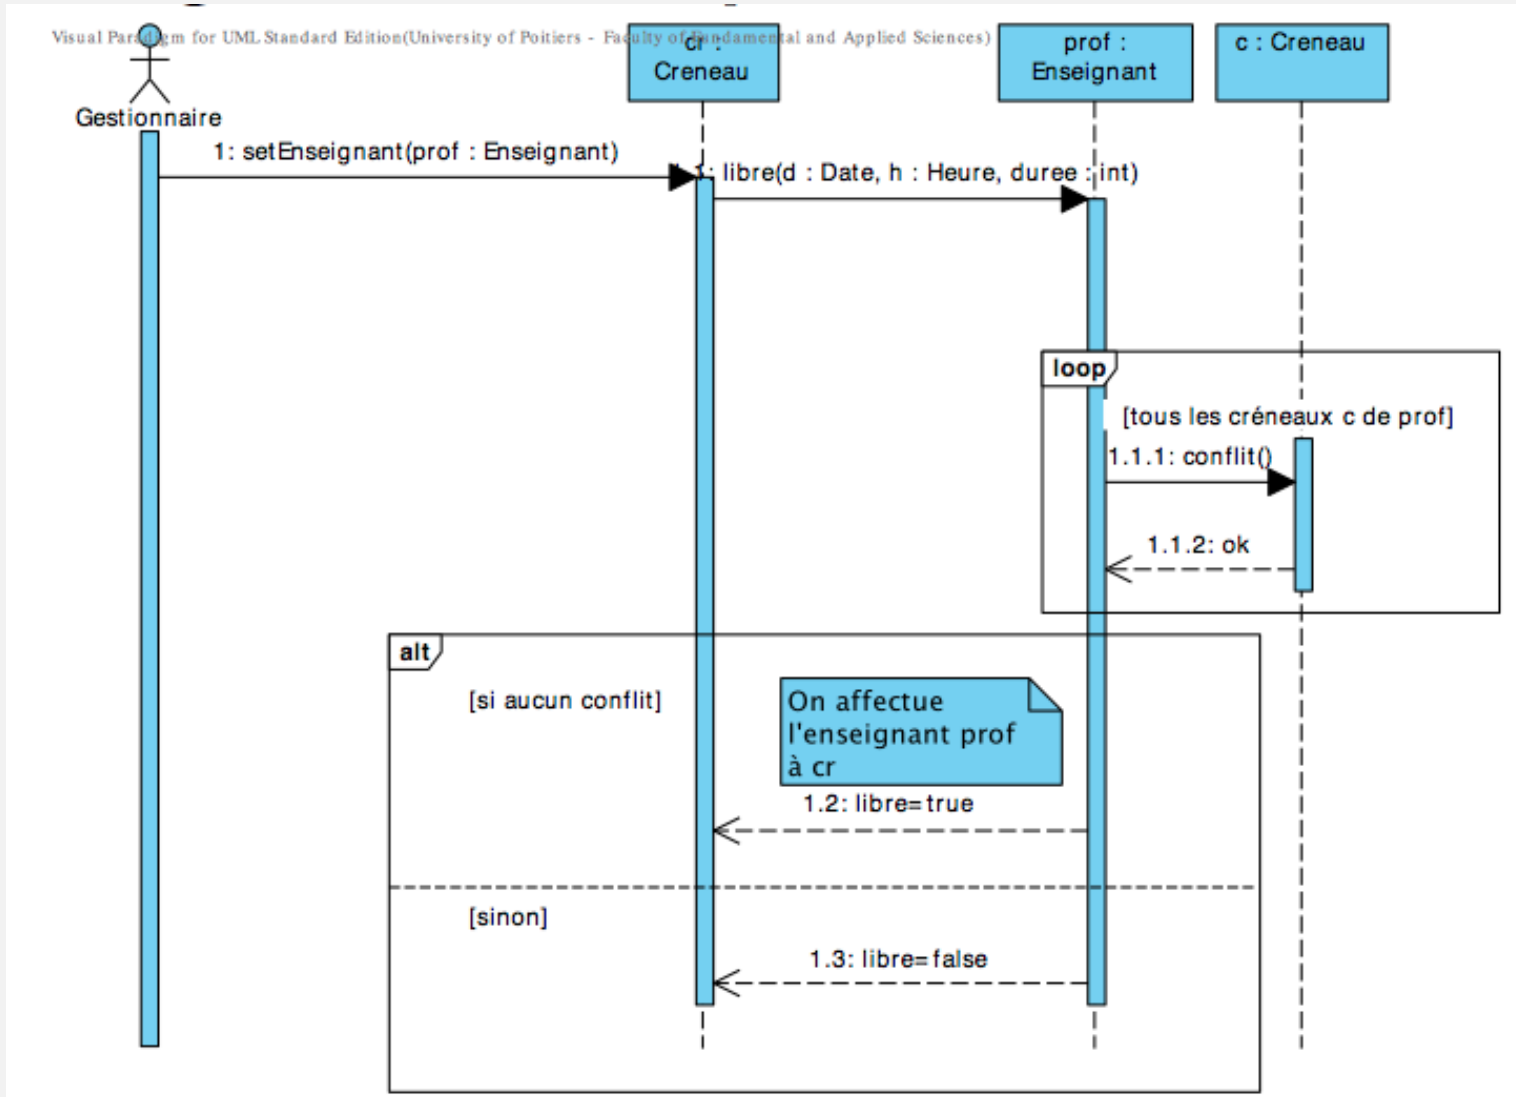 Visual Paradigm for UML Standard Edition(University of Poitiers - Faculty of Fundamental and Applied Sciences)
Gestionnaire
cr :
Creneau
prof :
Enseignant
c : Creneau
1: setEnseignant(prof : Enseignant)
1.1: libre(d : Date, h : Heure, duree : int)
loop
[tous les créneaux c de prof]
1.1.1: conflit()
1.1.2: ok
alt
[si aucun conflit]
On affectue
l'enseignant prof
à cr
1.2: libre=true
[sinon]
1.3: libre=false